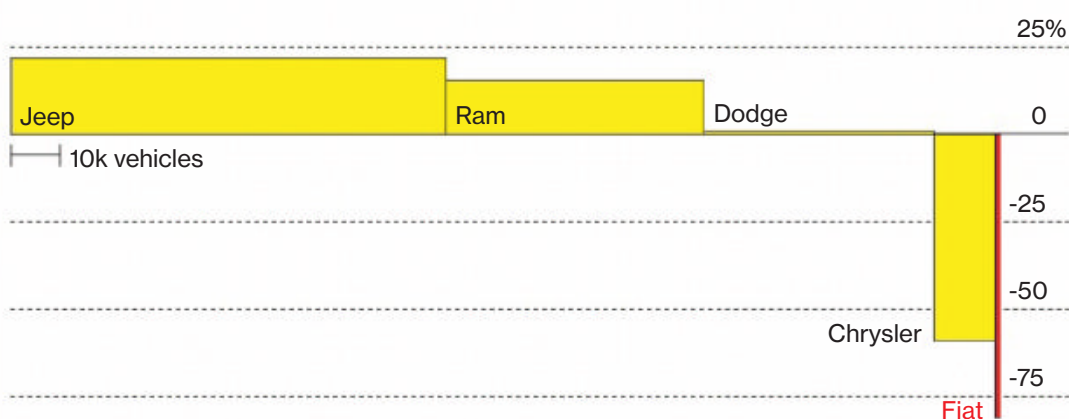 25%
Jeep
Ram
Dodge
0
10k vehicles
-25
-50
Chrysler
-75
Fiat